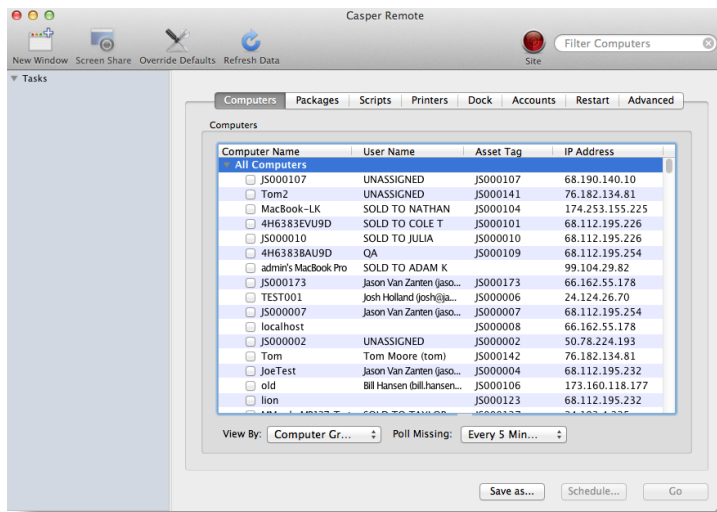 Casper Remote
New Window Screen Share Override Defaults Refresh Data Site Filter Computers
Tasks
Computers Packages Scripts Printers Dock Accounts Restart Advanced
Computers
Computer Name User Name Asset Tag IP Address
All Computers
JS000107 UNASSIGNED JS000107 68.190.140.10
Tom2 UNASSIGNED JS000141 76.182.134.81
MacBook-LK SOLD TO NATHAN JS000104 174.253.155.225
4H6383EVU9D SOLD TO COLE T JS000101 68.112.195.226
JS000010 SOLD TO JULIA JS000010 68.112.195.226
4H6383BAU9D QA JS000109 68.112.195.254
admin's MacBook Pro SOLD TO ADAM K 99.104.29.82
JS000173 Jason Van Zanten (jaso... JS000173 66.162.55.178
TEST001 Josh Holland (josh@ja... JS000006 24.124.26.70
JS000007 Jason Van Zanten (jaso... JS000007 68.112.195.254
localhost JS000008 66.162.55.178
JS000002 UNASSIGNED JS000002 50.78.224.193
Tom Tom Moore (tom) JS000142 76.182.134.81
JoeTest Jason Van Zanten (jaso... JS000004 68.112.195.232
old Bill Hansen (bill.hansen... JS000106 173.160.118.177
lion JS000123 68.112.195.232
View By: Computer Gr... Poll Missing: Every 5 Min...
Save as... Schedule... Go